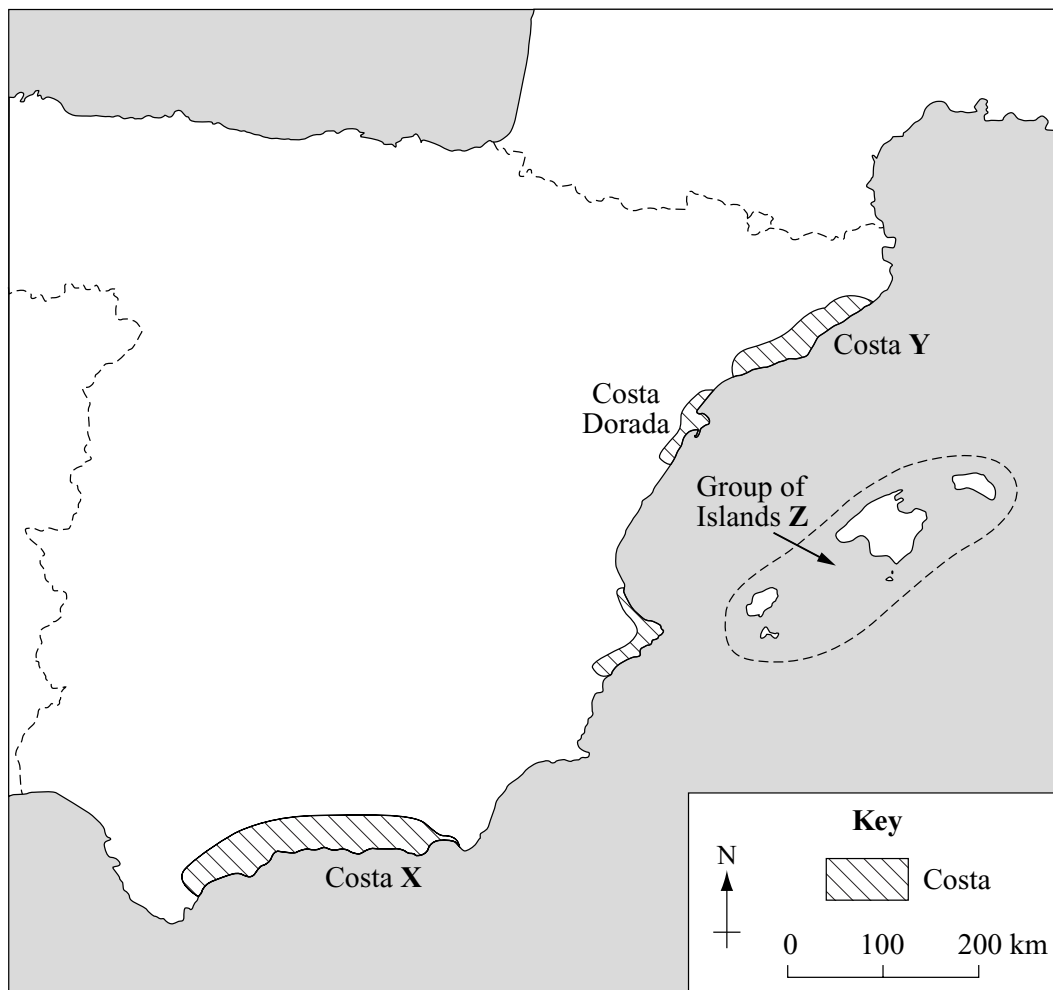 Costa Y
Costa
Dorada
Group of
Islands Z
Costa X
Key
N
Costa
0 100 200 km